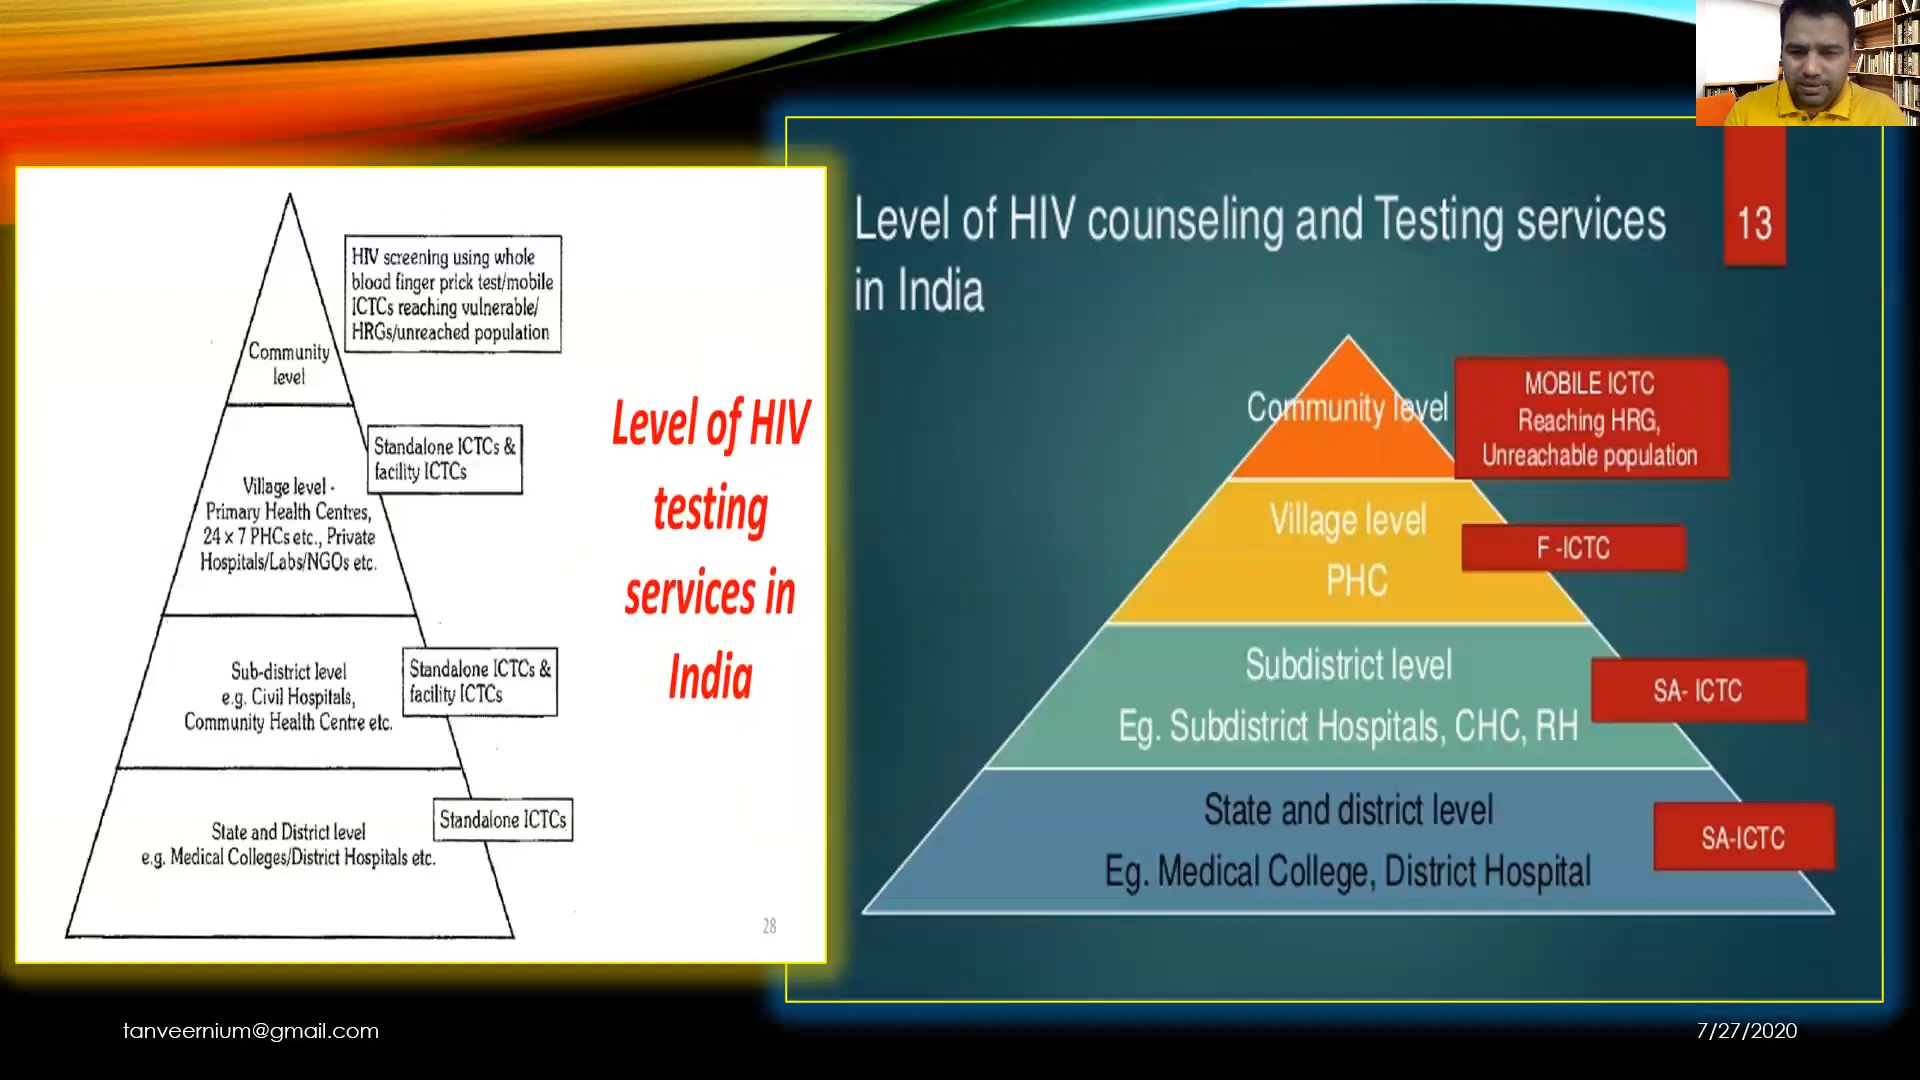 HIV screening using whole
blood finger prick test/mobile
ICTCs reaching vulnerable/
HRGs/unreached population
Community
level
Standalone ICTCs &
facility ICTCs
Village level -
Primary Health Centres,
24 × 7 PHCs etc., Private
Hospitals/Labs/NGOs etc.
Sub-district level
e.g. Civil Hospitals,
Community Health Centre etc.
Standalone ICTCs &
facility ICTCs
Standalone ICTCs
State and District level
e.g. Medical Colleges/District Hospitals etc.
Level of HIV
testing
services in
India
28
Level of HIV counseling and Testing services
in India
13
Community level
MOBILE ICTC
Reaching HRG,
Unreachable population
Village level
PHC
F -ICTC
Subdistrict level
Eg. Subdistrict Hospitals, CHC, RH
SA- ICTC
State and district level
Eg. Medical College, District Hospital
SA-ICTC
tanveernium@gmail.com
7/27/2020